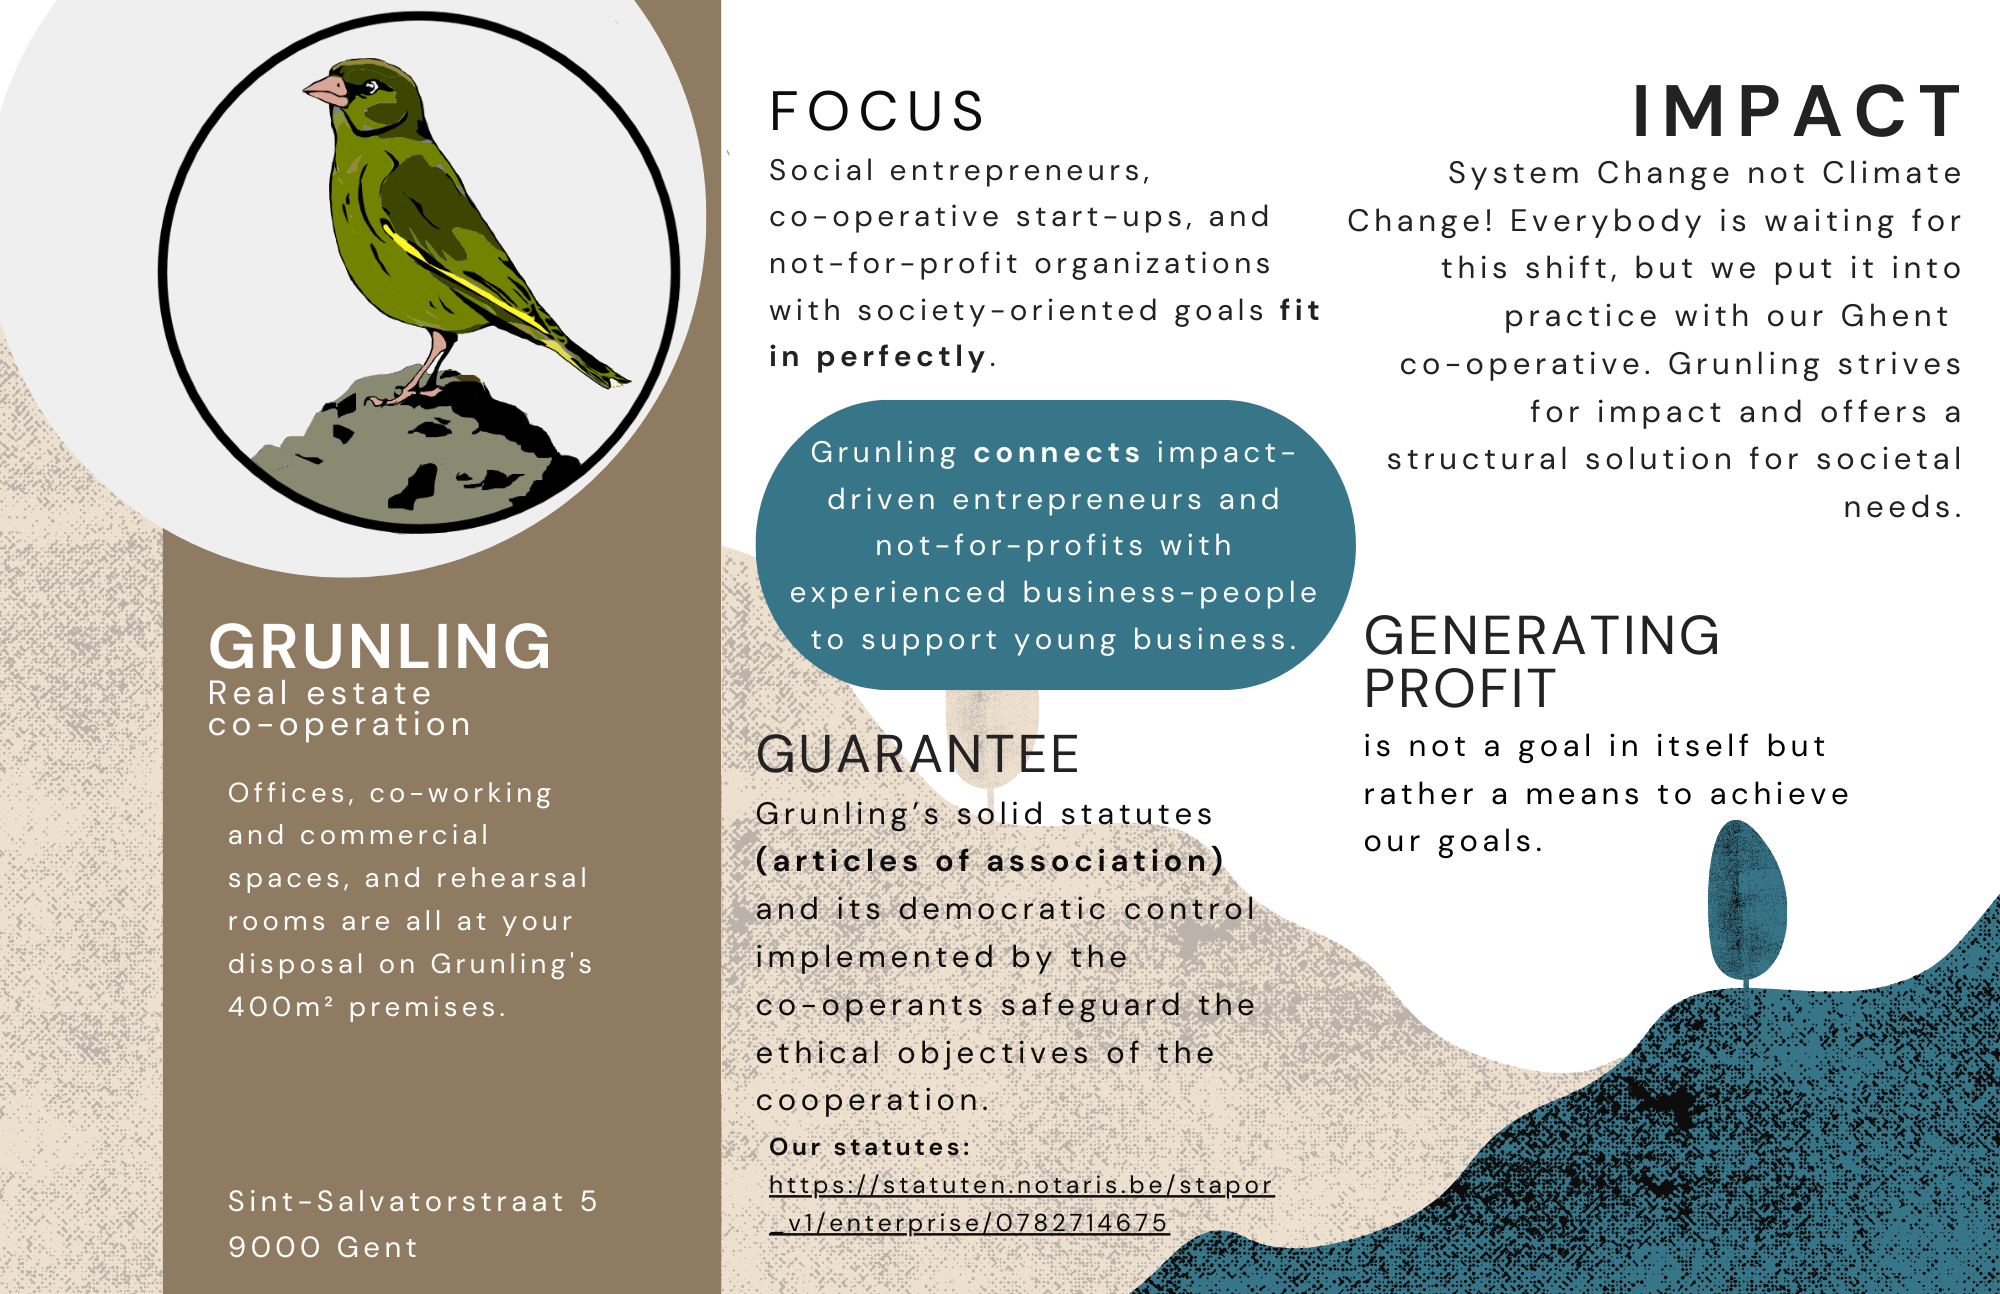 GRUNLING
Real estate
co-operation
Offices, co-working
and commercial
spaces, and rehearsal
rooms are all at your
disposal on Grunling's
400m² premises.
Sint-Salvatorstraat 5
9000 Gent
FOCUS
Social entrepreneurs,
co-operative start-ups, and
not-for-profit organizations
with society-oriented goals fit
in perfectly.
Grunling connects impact-
driven entrepreneurs and
not-for-profits with
experienced business-people
to support young business.
GUARANTEE
Grunling’s solid statutes
(articles of association)
and its democratic control
implemented by the
co-operants safeguard the
ethical objectives of the
cooperation.
Our statutes:
https://statuten.notaris.be/stapor
_v1/enterprise/0782714675
IMPACT
System Change not Climate
Change! Everybody is waiting for
this shift, but we put it into
practice with our Ghent
co-operative. Grunling strives
for impact and offers a
structural solution for societal
needs.
GENERATING
PROFIT
is not a goal in itself but
rather a means to achieve
our goals.